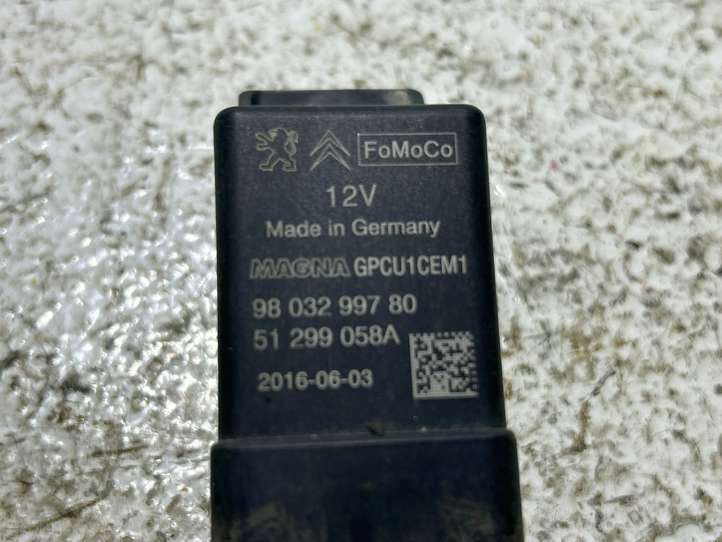 FoMoCo
12V
Made in Germany
MAGNA GPCU1CEM1
98 032 997 80
51 299 058A
2016-06-03